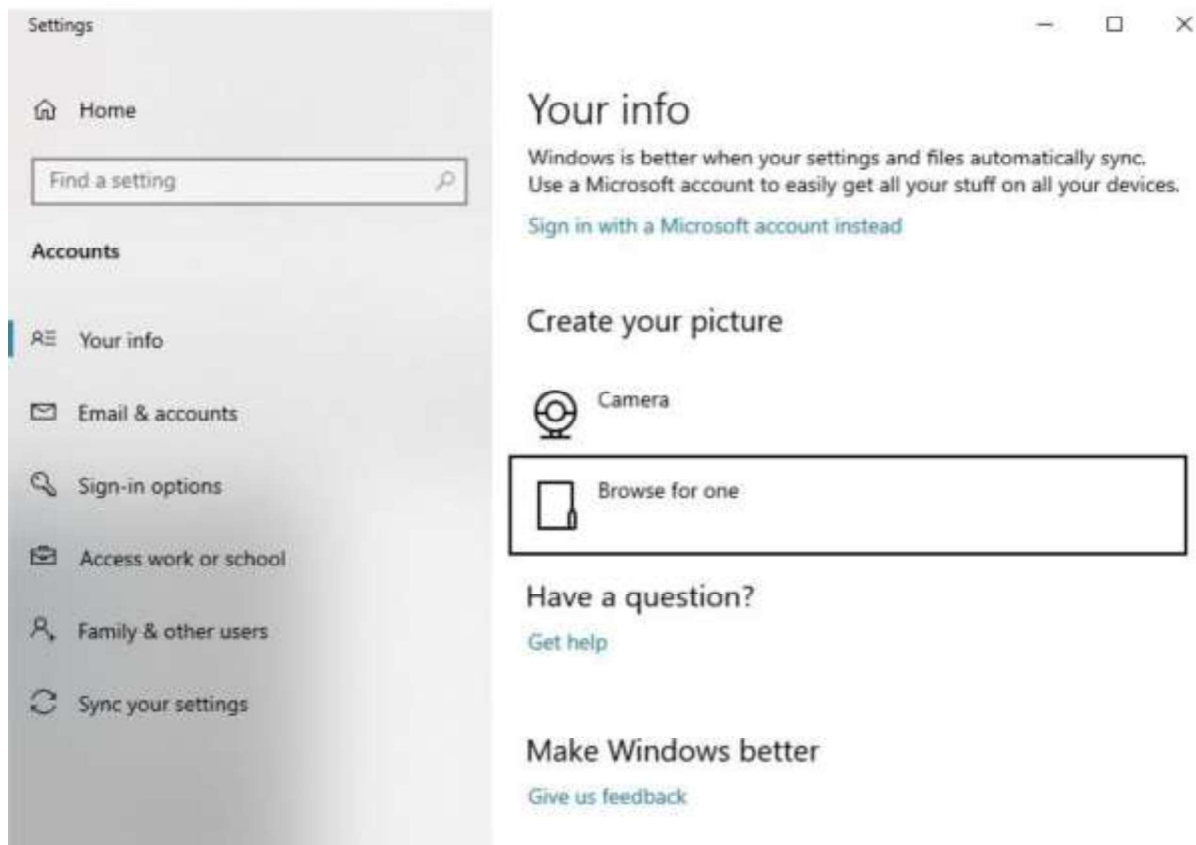 Settings
Home
Find a setting
Accounts
Your info
Email & accounts
Sign-in options
Access work or school
Family & other users
Sync your settings
Your info
Windows is better when your settings and files automatically sync.
Use a Microsoft account to easily get all your stuff on all your devices.
Sign in with a Microsoft account instead
Create your picture
Camera
Browse for one
Have a question?
Get help
Make Windows better
Give us feedback